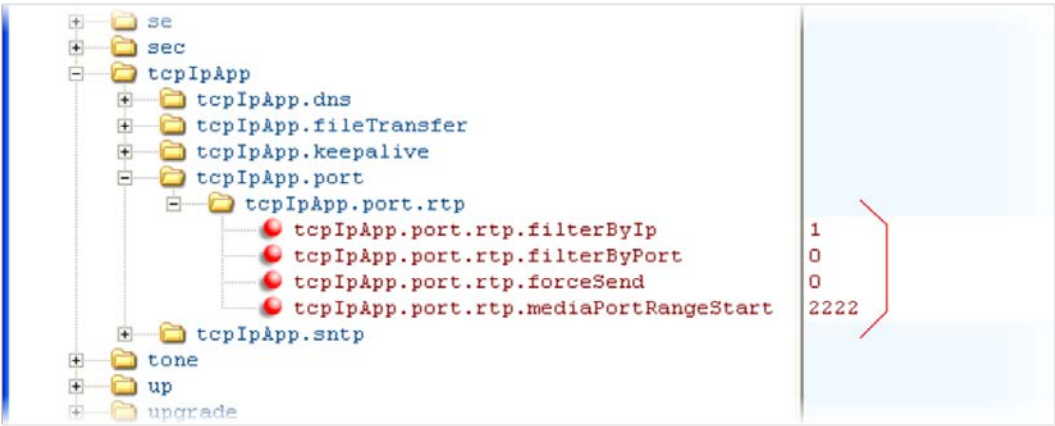 se
sec
tcpIpApp
tcpIpApp.dns
tcpIpApp.fileTransfer
tcpIpApp.keepalive
tcpIpApp.port
tcpIpApp.port.rtp
tcpIpApp.port.rtp.filterByIp 1
tcpIpApp.port.rtp.filterByPort 0
tcpIpApp.port.rtp.forceSend 0
tcpIpApp.port.rtp.mediaPortRangeStart 2222
tcpIpApp.sntp
tone
up
upgrade